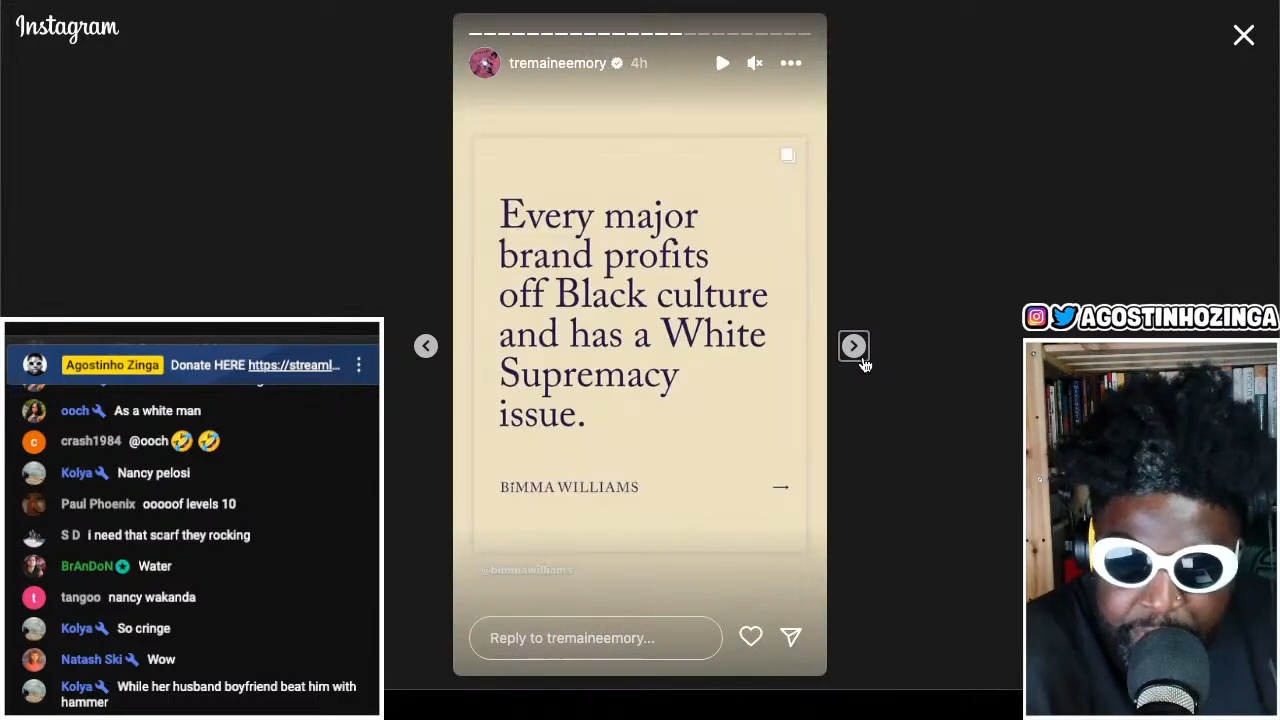 Instagram
tremaineemory 4h
Every major
brand profits
off Black culture
and has a White
Supremacy
issue.
BIMMA WILLIAMS →
@bimmawilliams
Reply to tremaineemory...
Agostinho Zinga Donate HERE https://streaml...
ooch As a white man
crash1984 @ooch 🤣 🤣
Kolya Nancy pelosi
Paul Phoenix ooooof levels 10
S D i need that scarf they rocking
BrAnDoN Water
tangoo nancy wakanda
Kolya So cringe
Natash Ski Wow
Kolya While her husband boyfriend beat him with
hammer
AGOSTINHOZINGA